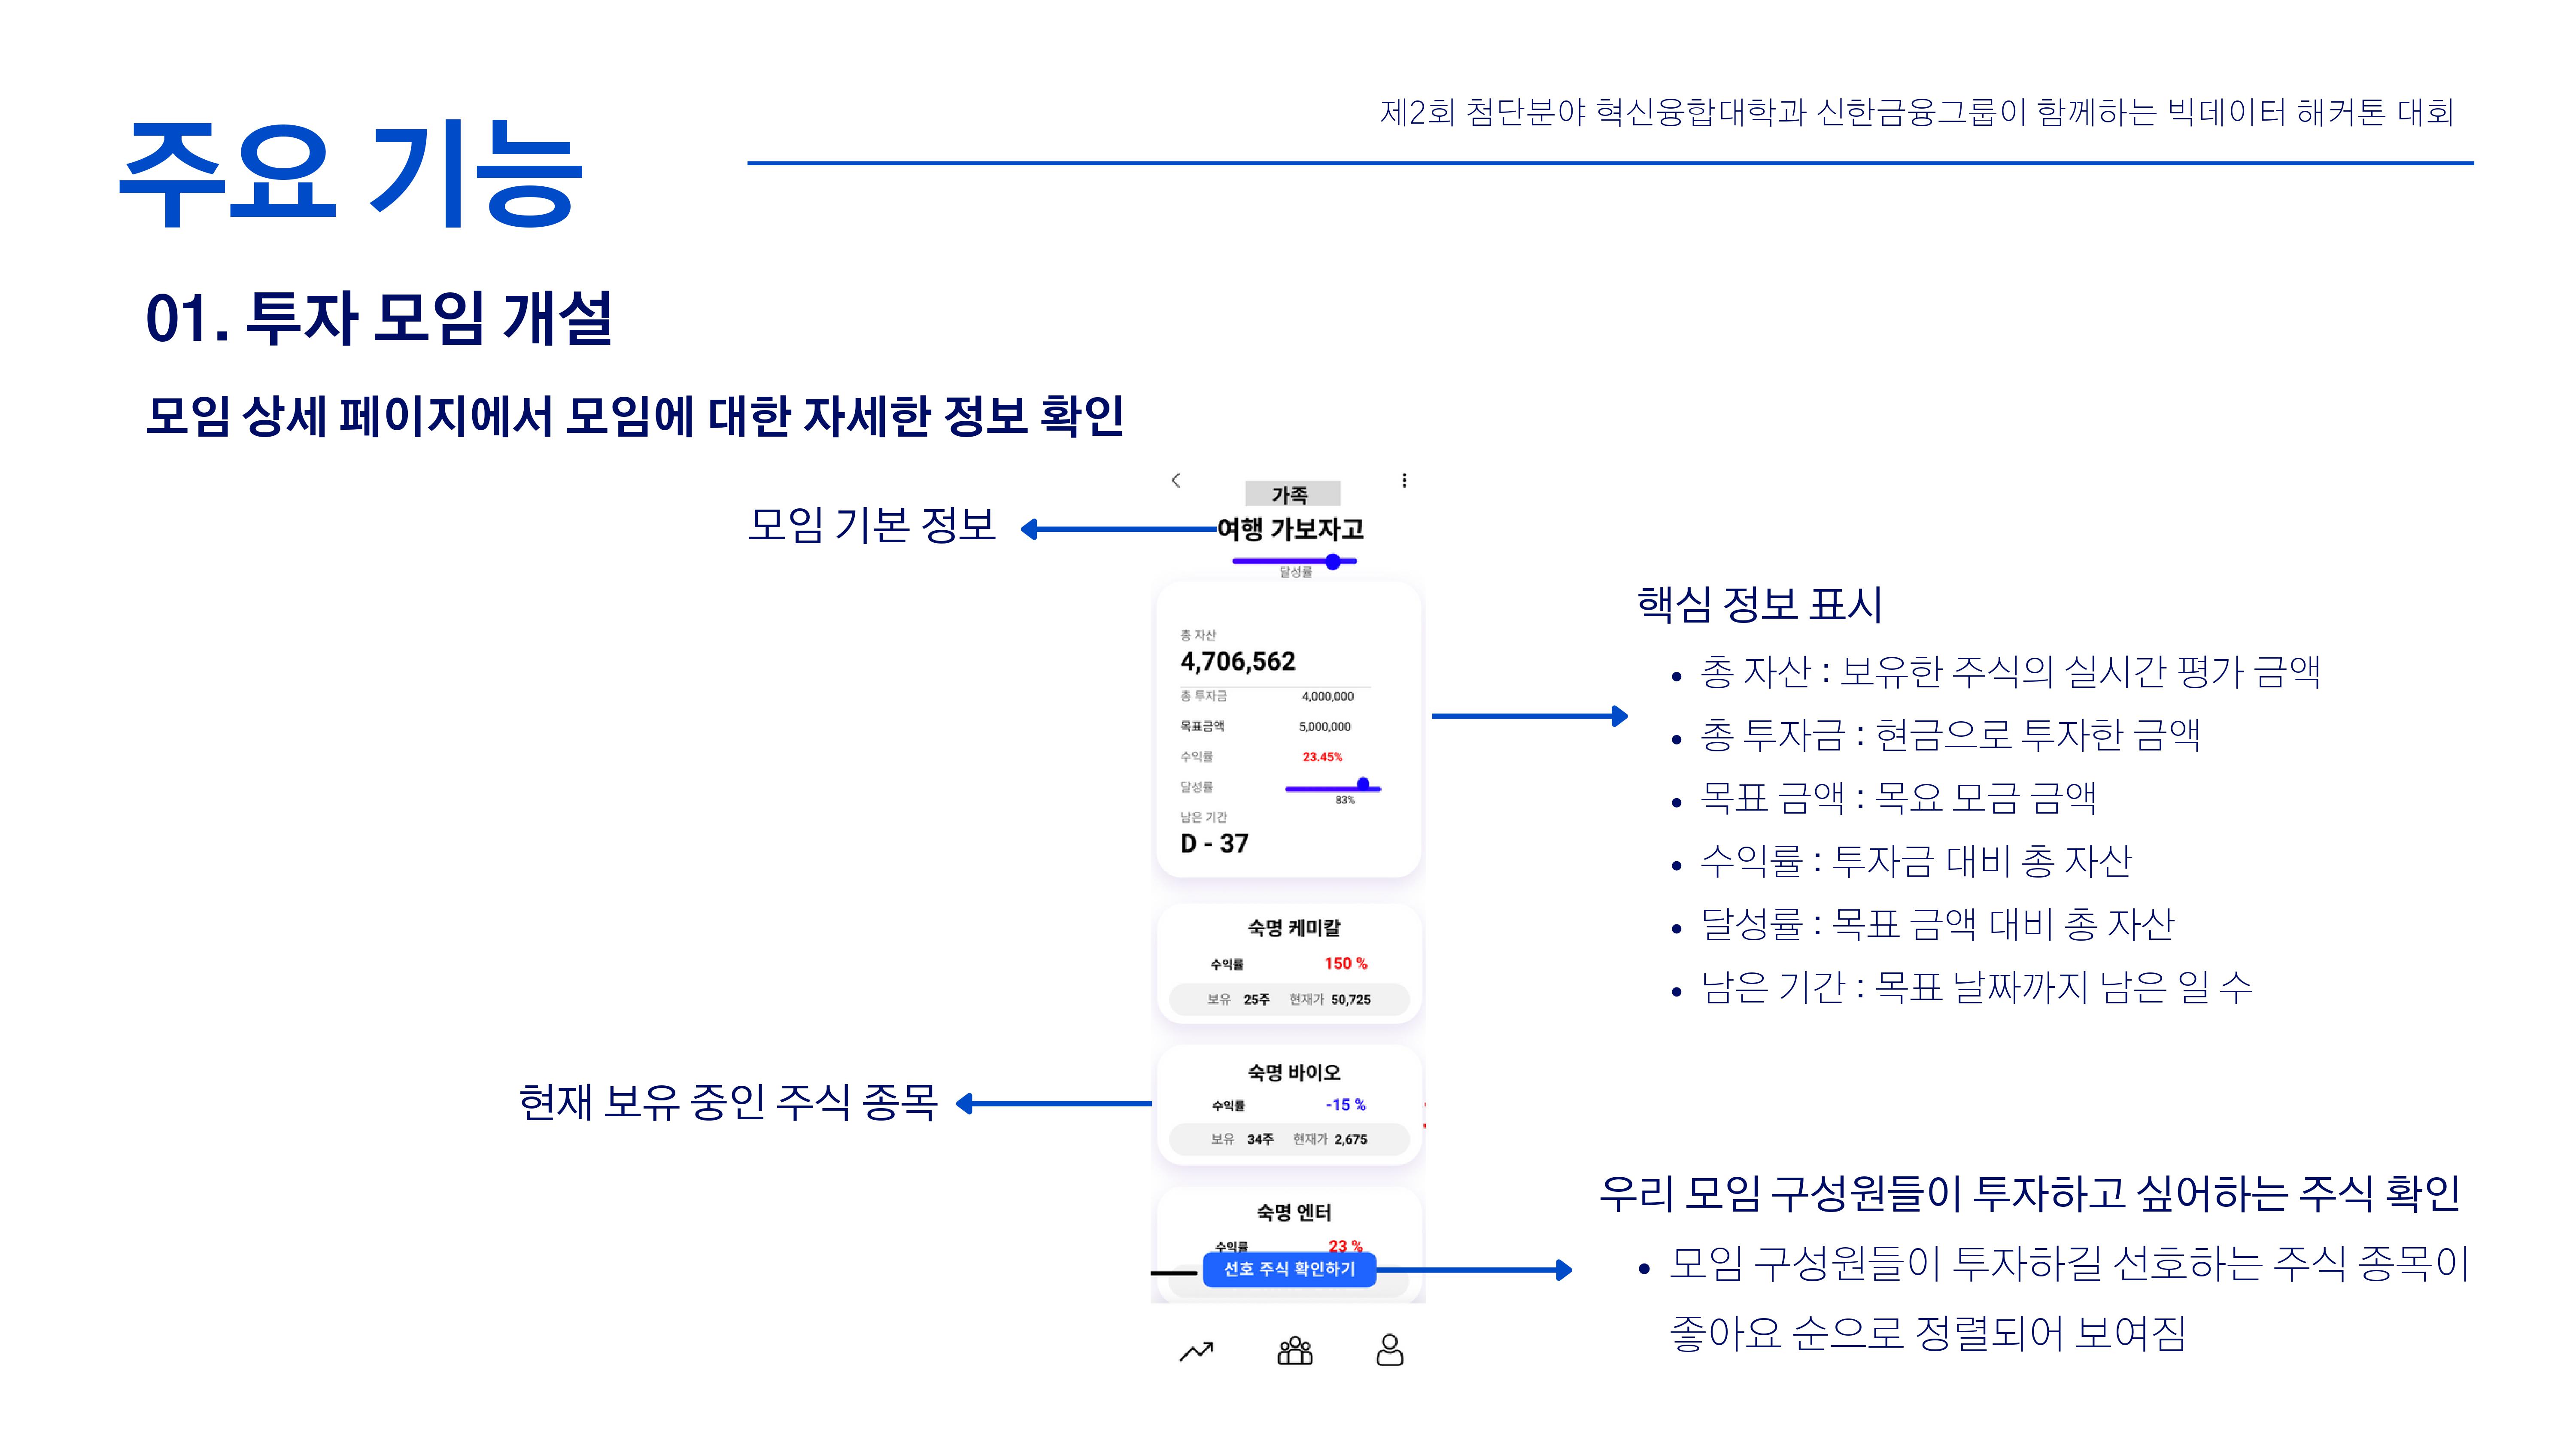 제2회 첨단분야 혁신융합대학과 신한금융그룹이 함께하는 빅데이터 해커톤 대회
주요 기능
01. 투자 모임 개설
모임 상세 페이지에서 모임에 대한 자세한 정보 확인
모임 기본 정보
가족
여행 가보자고
달성률
총 자산
4,706,562
총 투자금 4,000,000
목표금액 5,000,000
수익률 23.45%
달성률
83%
남은 기간
D - 37
핵심 정보 표시
• 총 자산 : 보유한 주식의 실시간 평가 금액
• 총 투자금 : 현금으로 투자한 금액
• 목표 금액 : 목요 모금 금액
• 수익률 : 투자금 대비 총 자산
• 달성률 : 목표 금액 대비 총 자산
• 남은 기간 : 목표 날짜까지 남은 일 수
숙명 케미칼
수익률 150 %
보유 25주 현재가 50,725
현재 보유 중인 주식 종목
숙명 바이오
수익률 -15 %
보유 34주 현재가 2,675
숙명 엔터
수익률 23 %
선호 주식 확인하기
우리 모임 구성원들이 투자하고 싶어하는 주식 확인
• 모임 구성원들이 투자하길 선호하는 주식 종목이
좋아요 순으로 정렬되어 보여짐